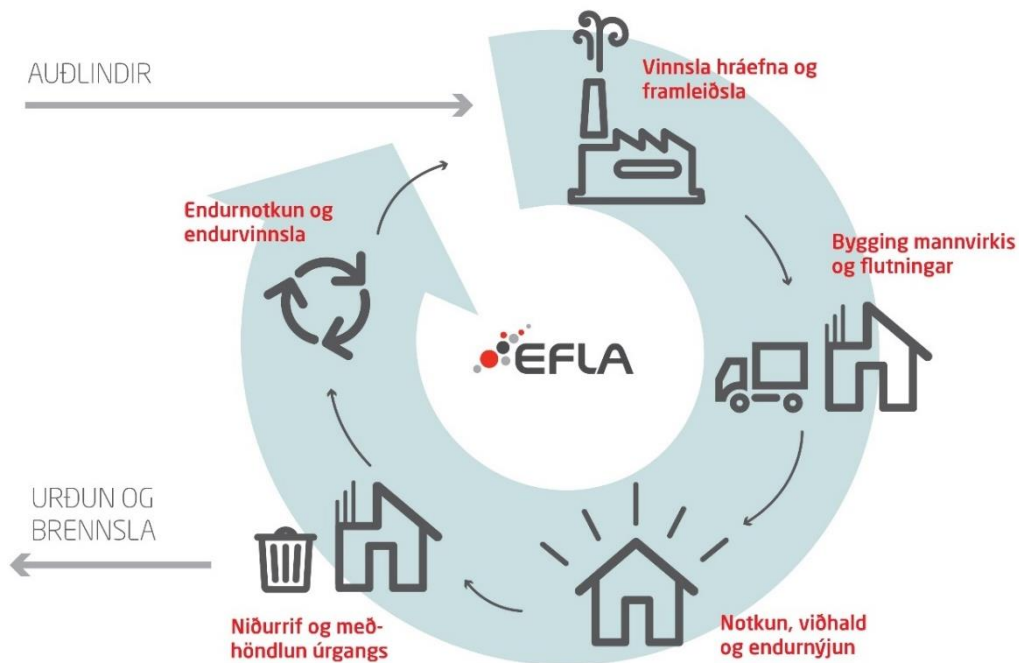 AUÐLINDIR
Vinnsla hráefna og
framleiðsla
Bygging mannvirkis
og flutningar
Notkun, viðhald
og endurnýjun
Niðurrif og með-
höndlun úrgangs
URÐUN OG
BRENNSLA
Endurnotkun og
endurvinnsla
EFLA